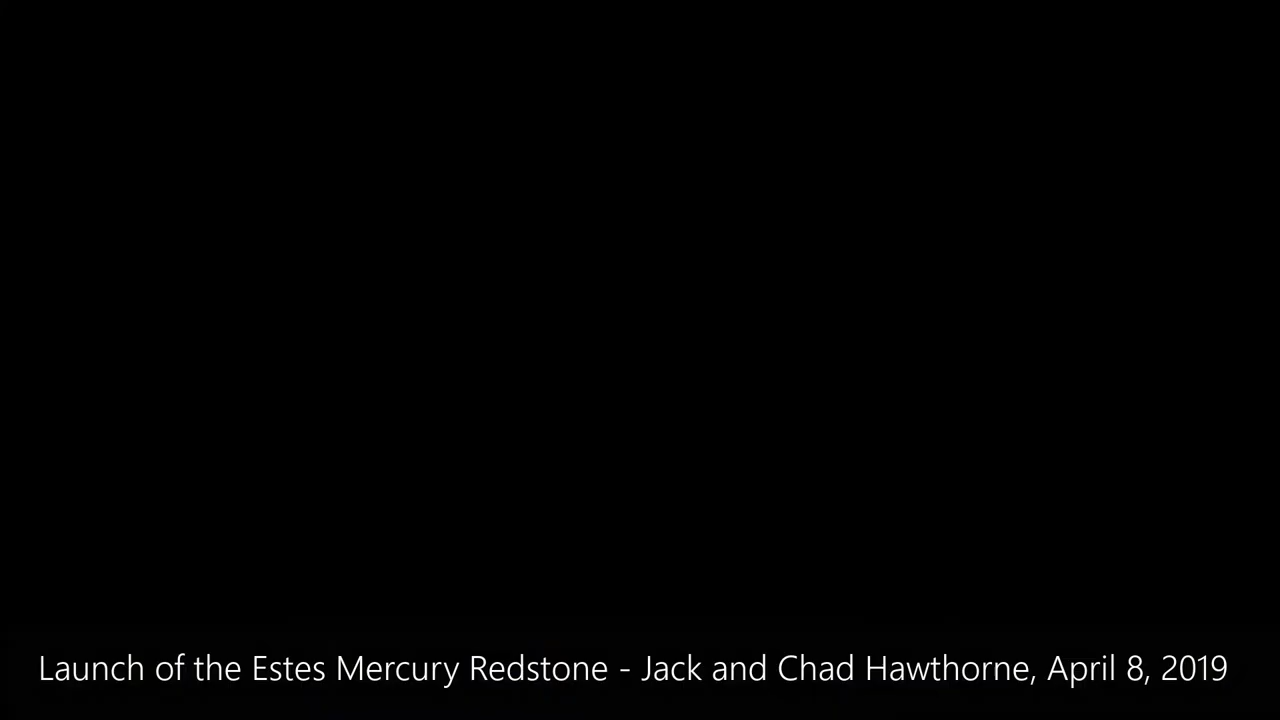 Launch of the Estes Mercury Redstone - Jack and Chad Hawthorne, April 8, 2019